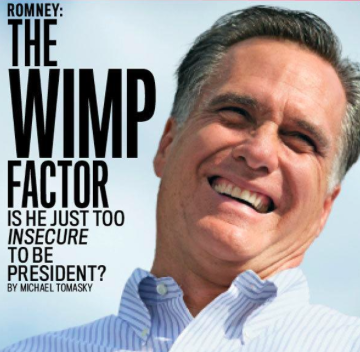 ROMNEY:
THE
WIMP
FACTOR
IS HE JUST TOO
INSECURE
TO BE
PRESIDENT?
BY MICHAEL TOMASKY